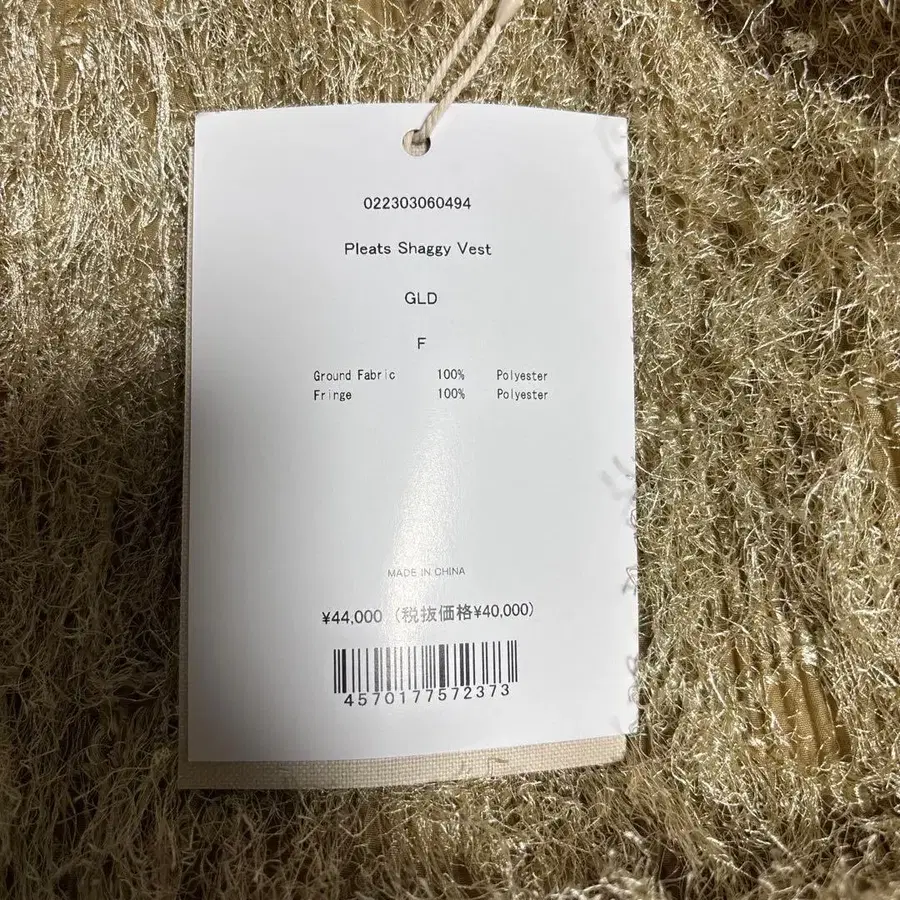 022303060494
Pleats Shaggy Vest
GLD
F
Ground Fabric 100% Polyester
Fringe 100% Polyester
MADE IN CHINA
¥44,000 (税抜価格¥40,000)
4570177572373